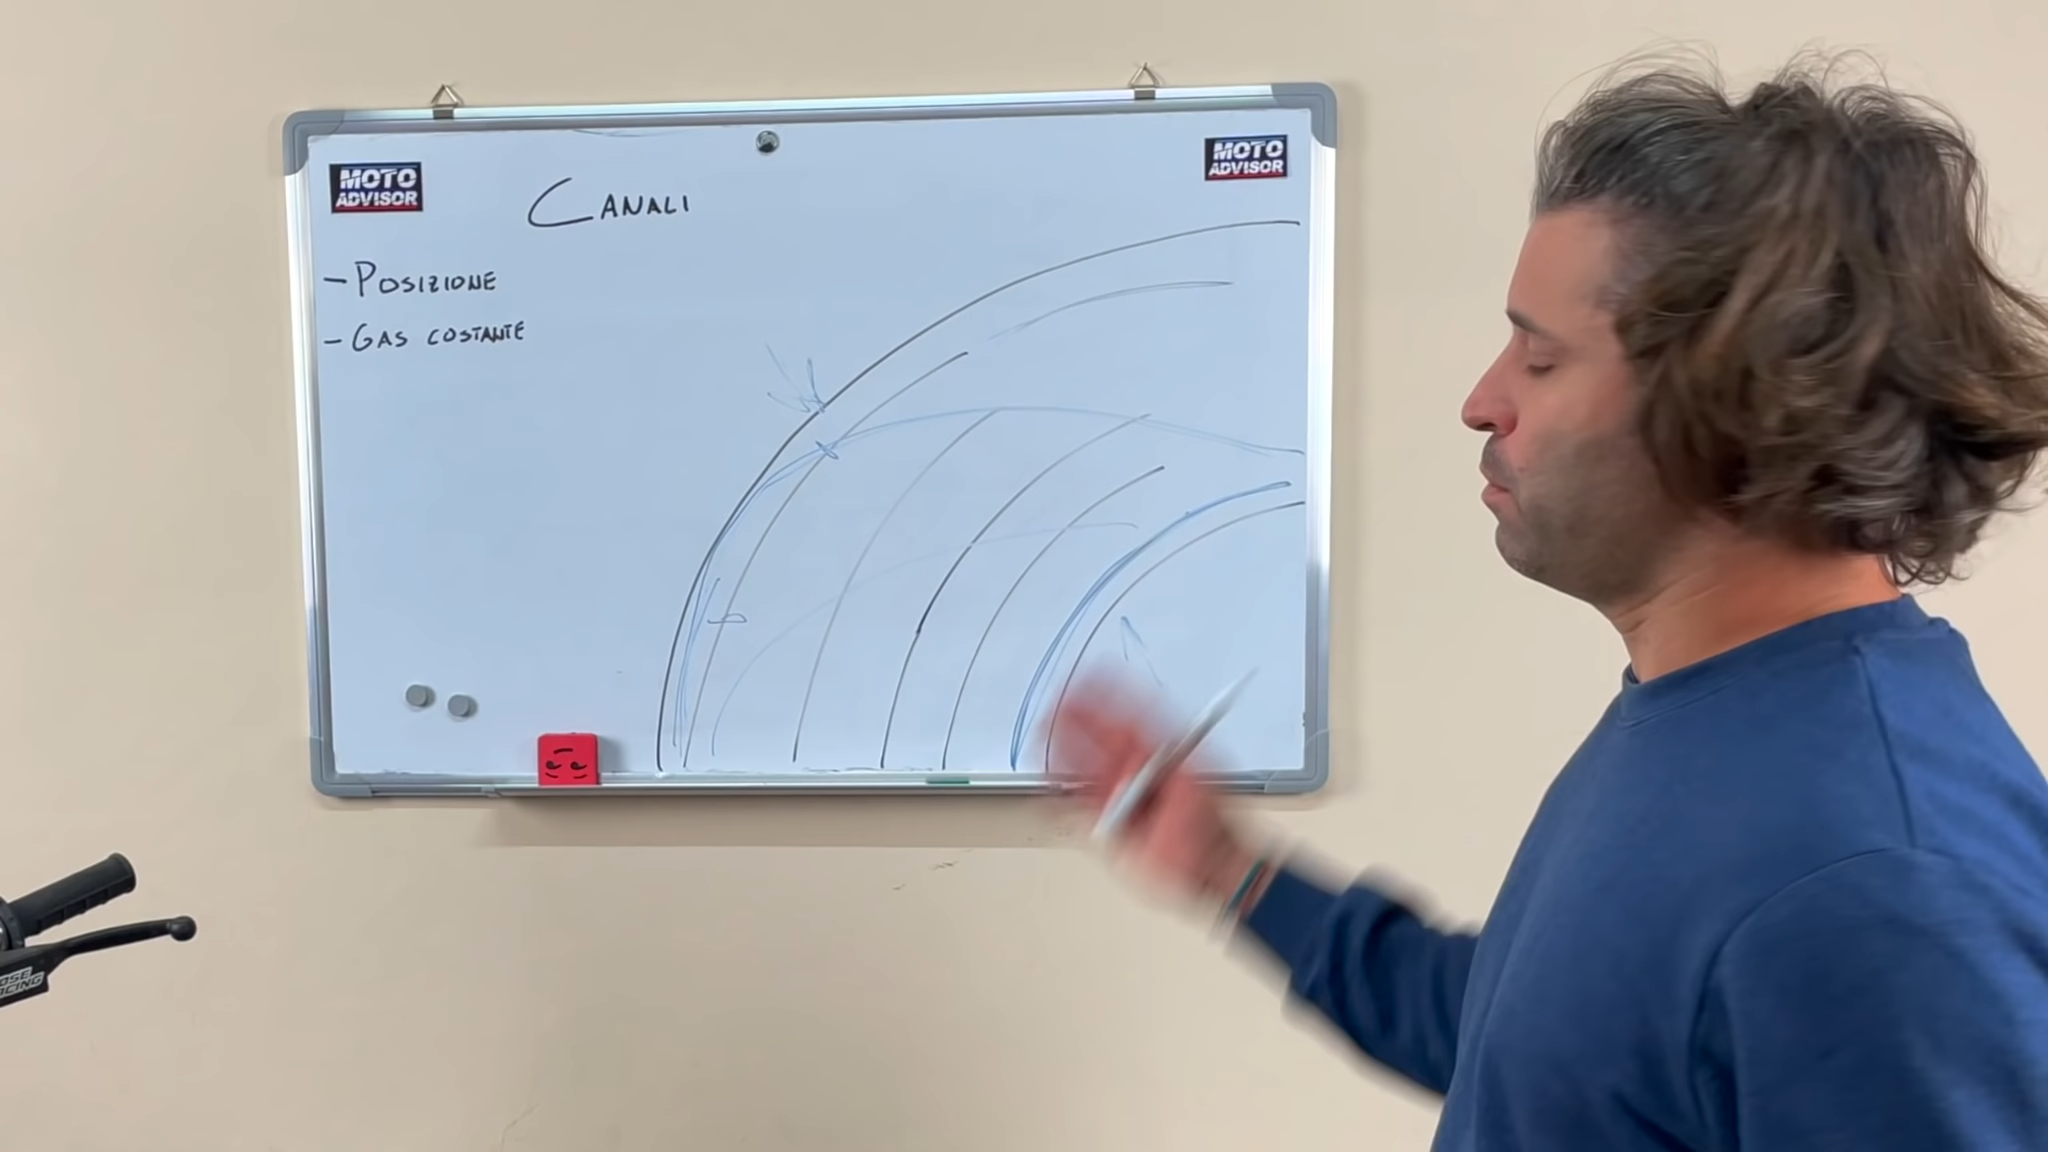 MOTO
ADVISOR
MOTO
ADVISOR
CANALI
- POSIZIONE
- GAS COSTANTE